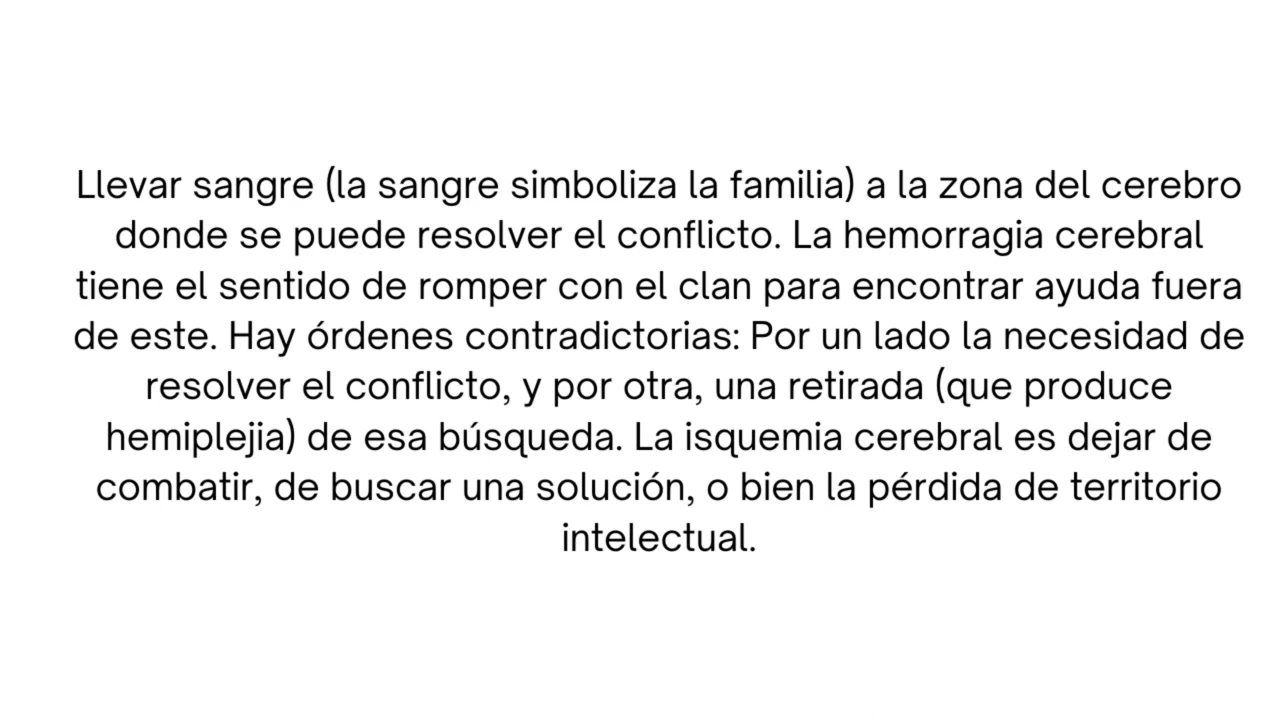 Llevar sangre (la sangre simboliza la familia) a la zona del cerebro
donde se puede resolver el conflicto. La hemorragia cerebral
tiene el sentido de romper con el clan para encontrar ayuda fuera
de este. Hay órdenes contradictorias: Por un lado la necesidad de
resolver el conflicto, y por otra, una retirada (que produce
hemiplejia) de esa búsqueda. La isquemia cerebral es dejar de
combatir, de buscar una solución, o bien la pérdida de territorio
intelectual.